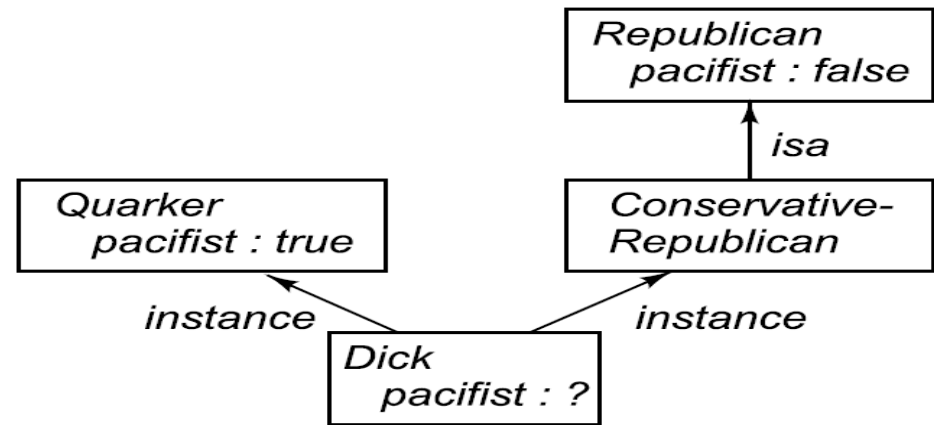 Republican
pacifist : false
isa
Quarker
pacifist : true
Conservative-
Republican
instance
instance
Dick
pacifist : ?